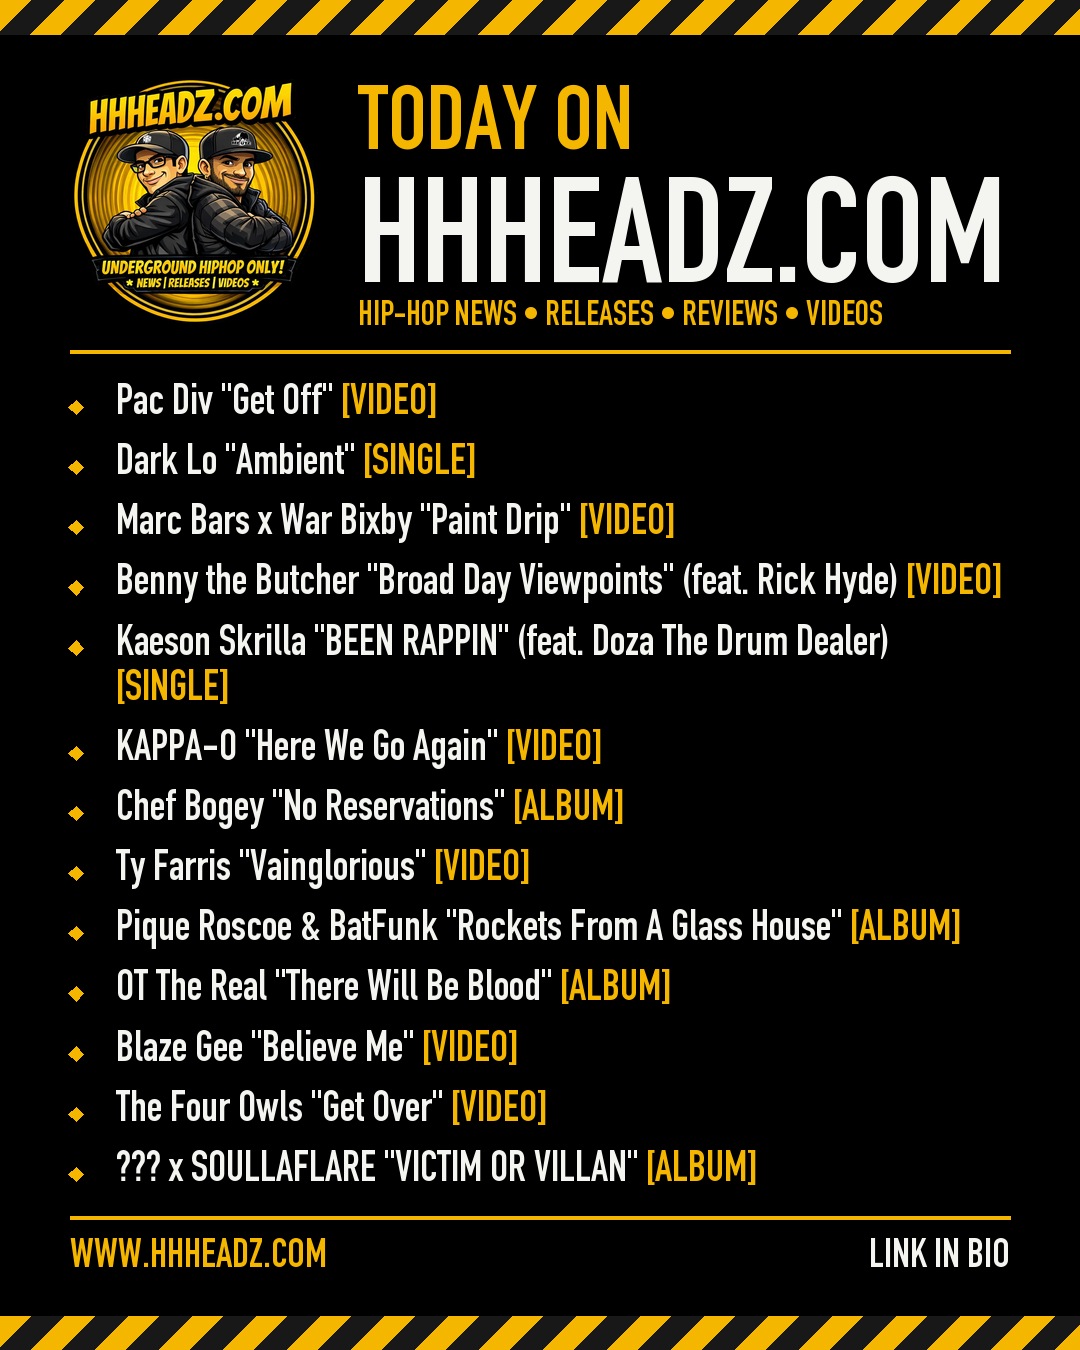 HHHEADZ.COM
UNDERGROUND HIPHOP ONLY!
★ NEWS | RELEASES | VIDEOS ★
TODAY ON
HHHEADZ.COM
HIP-HOP NEWS • RELEASES • REVIEWS • VIDEOS
Pac Div "Get Off" [VIDEO]
Dark Lo "Ambient" [SINGLE]
Marc Bars x War Bixby "Paint Drip" [VIDEO]
Benny the Butcher "Broad Day Viewpoints" (feat. Rick Hyde) [VIDEO]
Kaeson Skrilla "BEEN RAPPIN" (feat. Doza The Drum Dealer)
[SINGLE]
KAPPA-O "Here We Go Again" [VIDEO]
Chef Bogey "No Reservations" [ALBUM]
Ty Farris "Vainglorious" [VIDEO]
Pique Roscoe & BatFunk "Rockets From A Glass House" [ALBUM]
OT The Real "There Will Be Blood" [ALBUM]
Blaze Gee "Believe Me" [VIDEO]
The Four Owls "Get Over" [VIDEO]
??? x SOULLAFLARE "VICTIM OR VILLAN" [ALBUM]
WWW.HHHEADZ.COM
LINK IN BIO